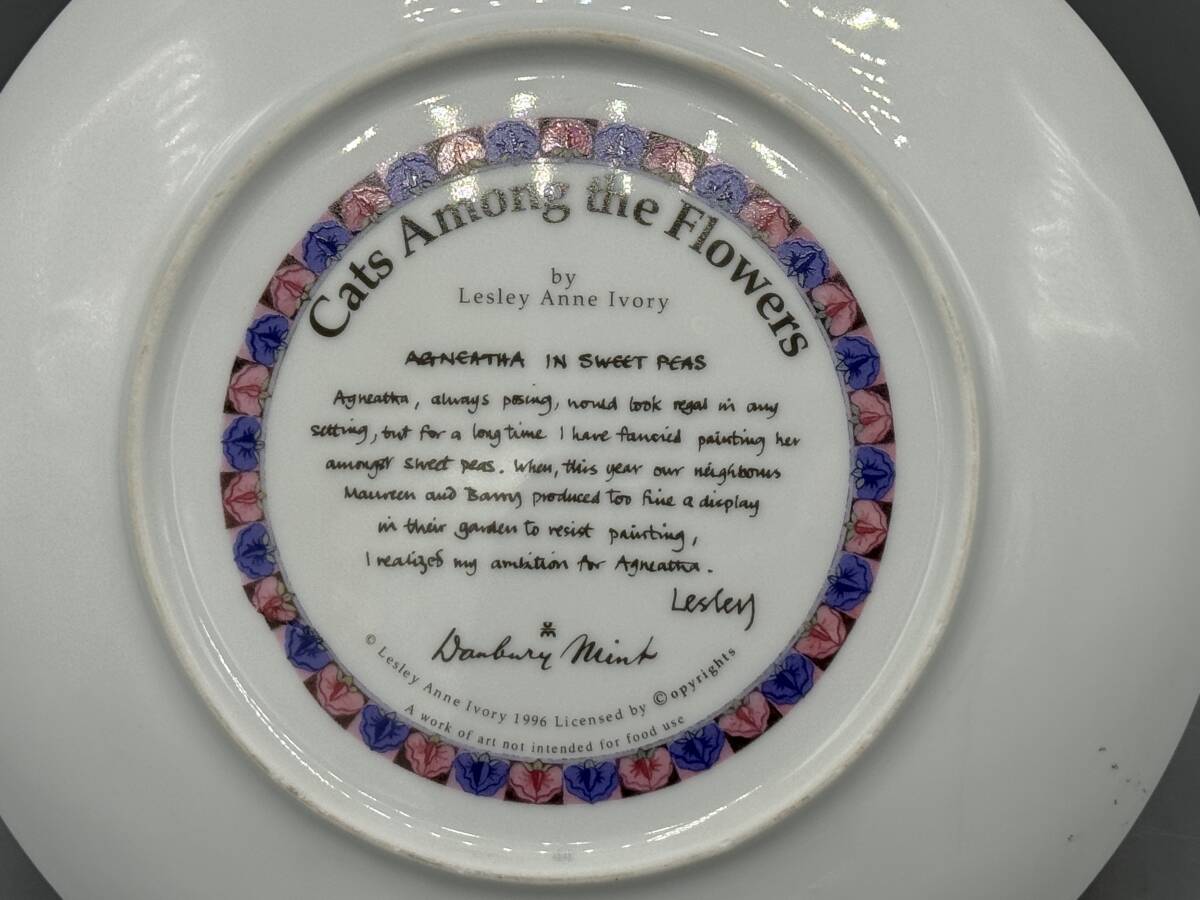 Cats Among the Flowers
by
Lesley Anne Ivory
AGNEATHA IN SWEET PEAS
Agneatha, always posing, would look regal in any
setting, but for a long time I have fancied painting her
amongst sweet peas. When, this year our neighbours
Maureen and Barry produced too fine a display
in their garden to resist painting,
I realized my ambition for Agneatha.
Lesley
Danbury Mint
© Lesley Anne Ivory 1996 Licensed by ©opyrights
A work of art not intended for food use